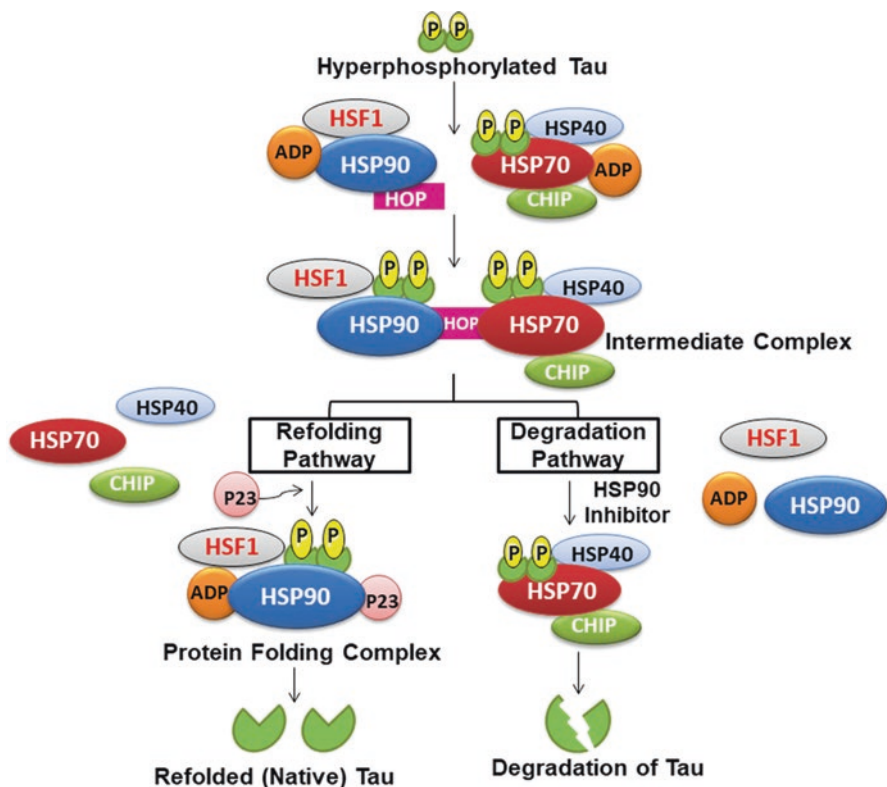 P P
Hyperphosphorylated Tau
HSF1
ADP
HSP90
HOP
P P
HSP40
HSP70
ADP
CHIP
HSF1
P P
HSP90
HOP
P P
HSP40
HSP70
CHIP
Intermediate Complex
HSP40
HSP70
CHIP
Refolding
Pathway
Degradation
Pathway
HSF1
ADP
HSP90
P23
HSP90
Inhibitor
HSF1
P P
ADP
HSP90
P23
Protein Folding Complex
P P
HSP40
HSP70
CHIP
Refolded (Native) Tau
Degradation of Tau